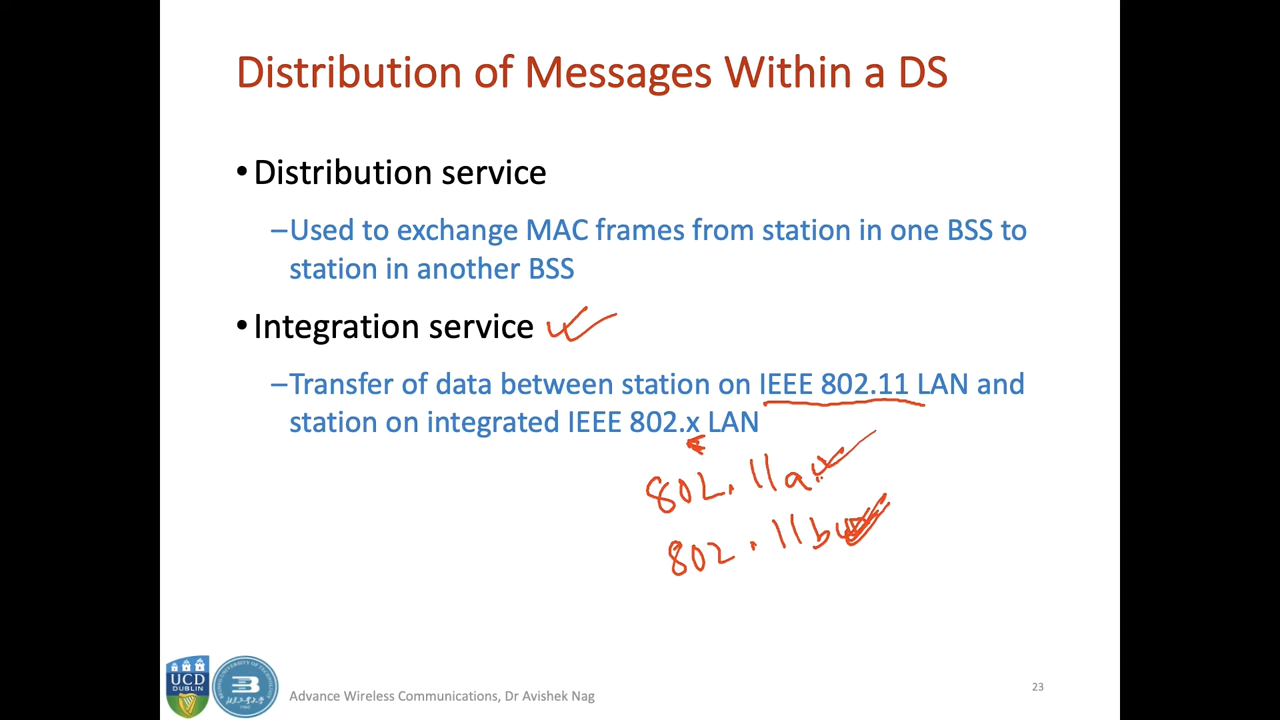 Distribution of Messages Within a DS
•Distribution service
–Used to exchange MAC frames from station in one BSS to
station in another BSS
•Integration service
–Transfer of data between station on IEEE 802.11 LAN and
station on integrated IEEE 802.x LAN
802.11a
802.11b
UCD
DUBLIN
Advance Wireless Communications, Dr Avishek Nag
23